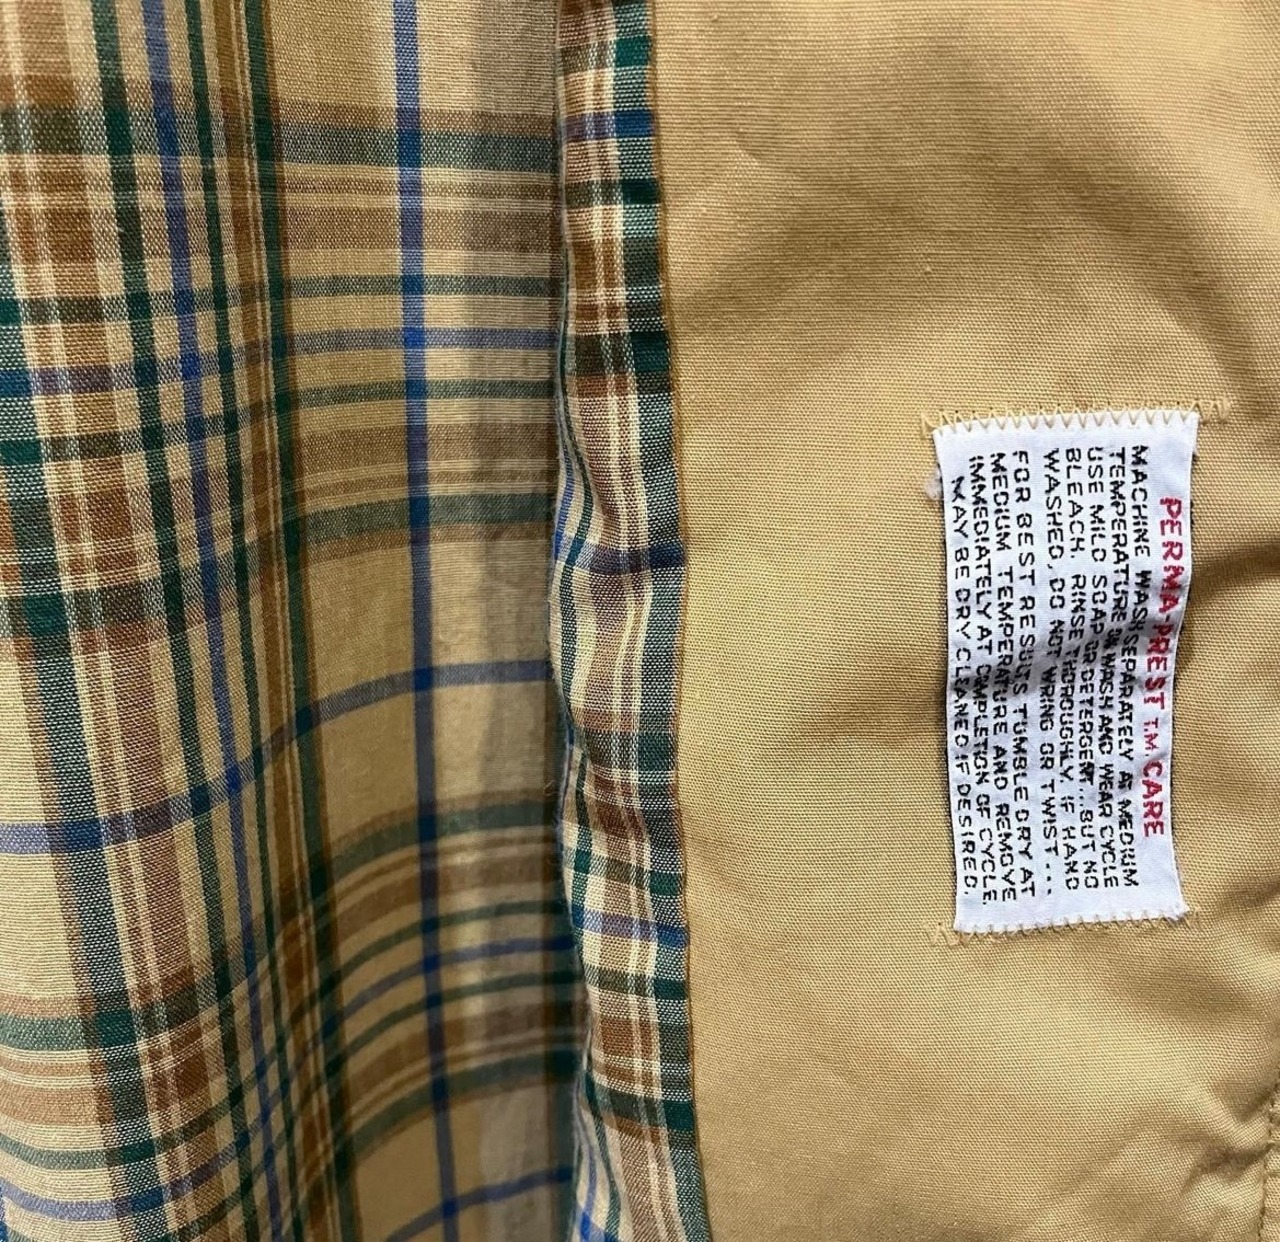 PERMA-PREST T.M. CARE
MACHINE WASH SEPARATELY AT MEDIUM
TEMPERATURE IN WASH AND WEAR CYCLE
USE MILD SOAP OR DETERGENT...BUT NO
BLEACH. RINSE THOROUGHLY. IF HAND
WASHED, DO NOT WRING OR TWIST...
FOR BEST RESULTS TUMBLE DRY AT
MEDIUM TEMPERATURE AND REMOVE
IMMEDIATELY AT COMPLETION OF CYCLE.
MAY BE DRY CLEANED IF DESIRED.